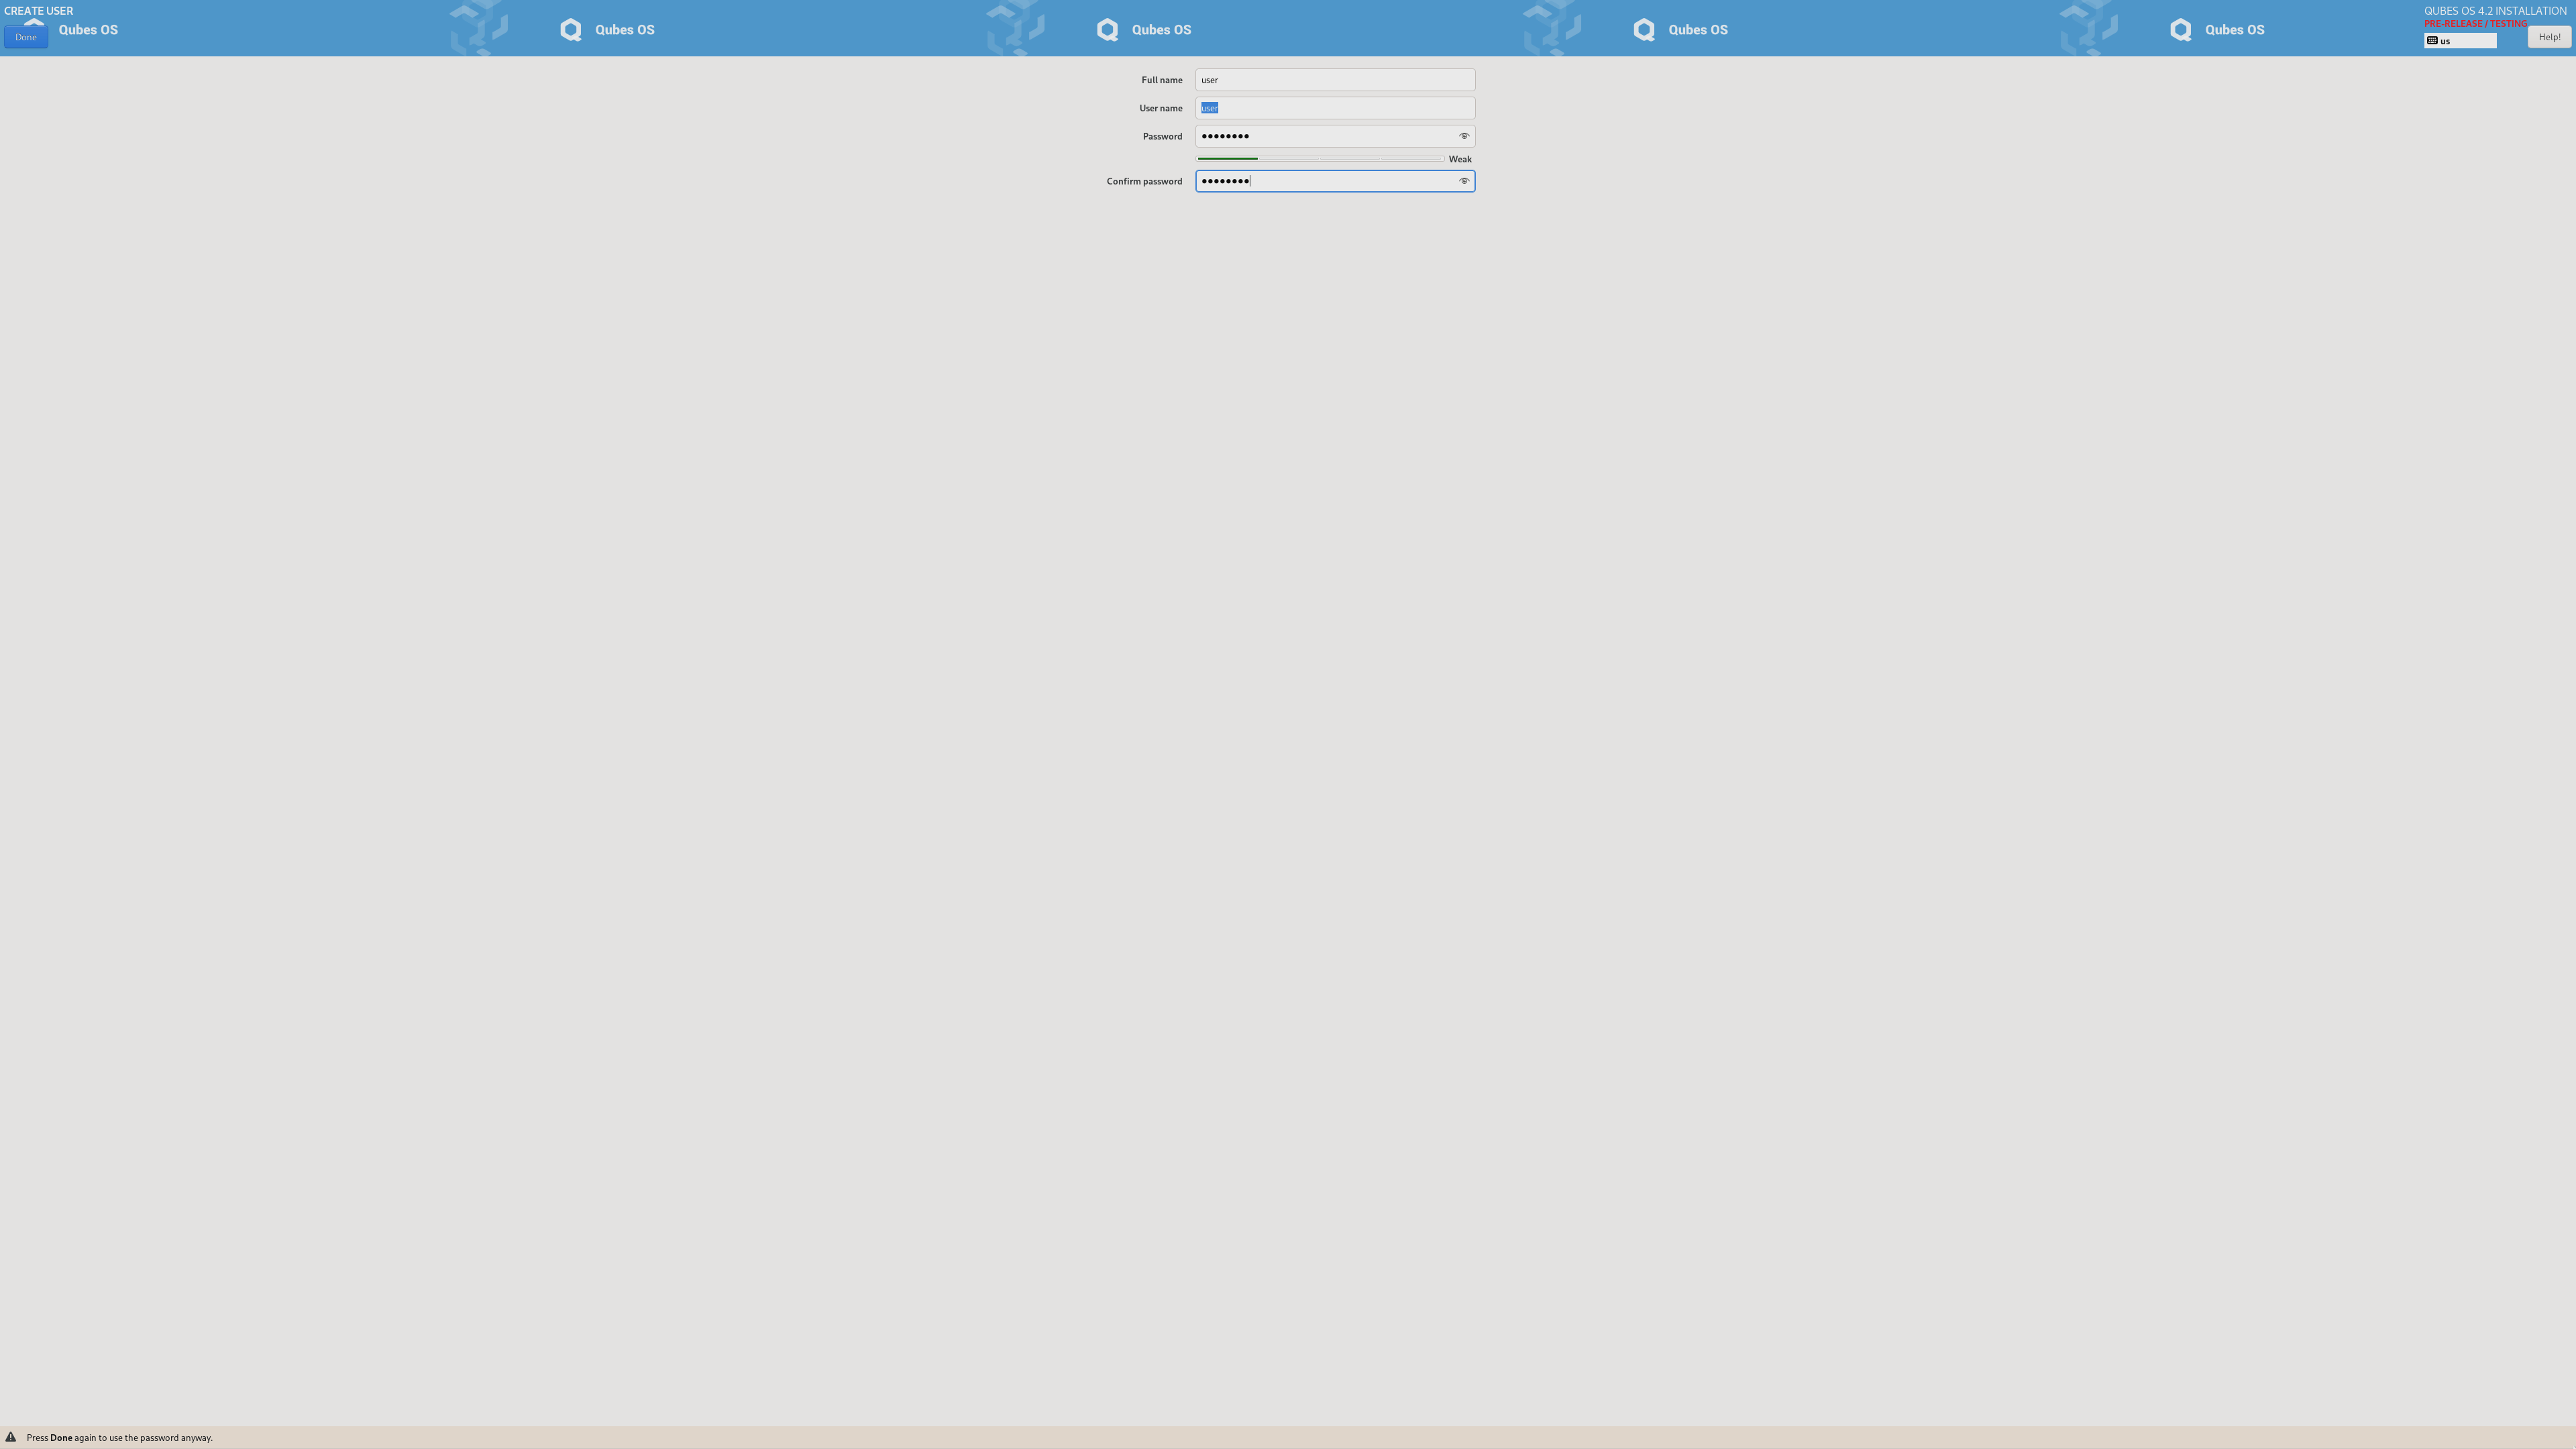 CREATE USER
Done
Qubes OS
Qubes OS
Qubes OS
Qubes OS
Qubes OS
QUBES OS 4.2 INSTALLATION
PRE-RELEASE / TESTING
us
Help!
Full name
user
User name
user
Password
••••••••
Weak
Confirm password
••••••••
Press Done again to use the password anyway.